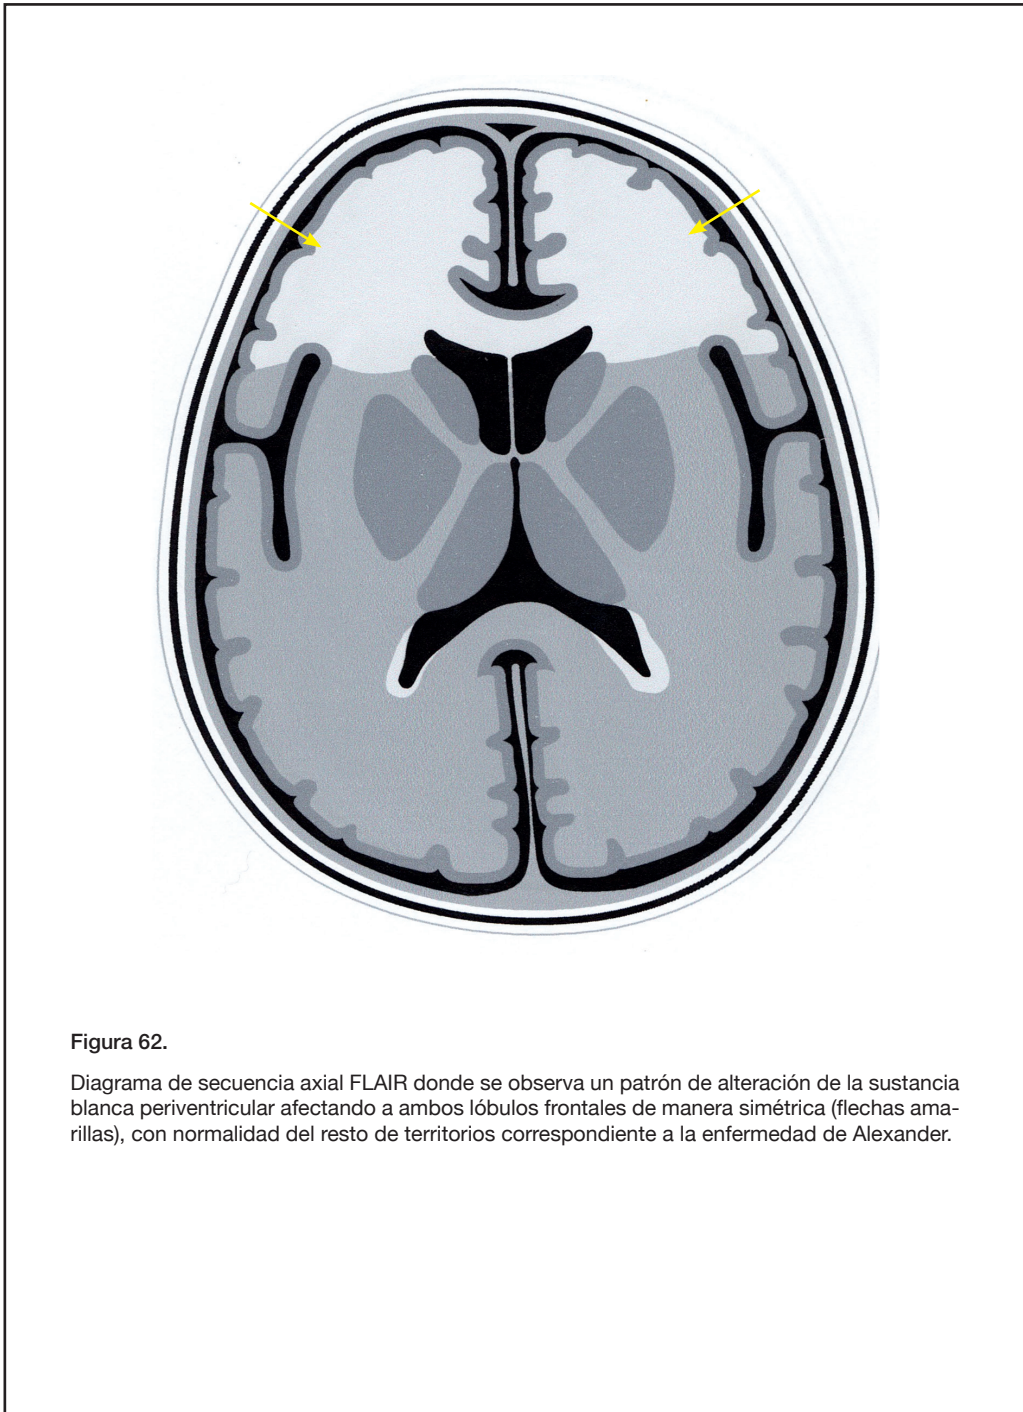 Figura 62.
Diagrama de secuencia axial FLAIR donde se observa un patrón de alteración de la sustancia
blanca periventricular afectando a ambos lóbulos frontales de manera simétrica (flechas ama-
rillas), con normalidad del resto de territorios correspondiente a la enfermedad de Alexander.